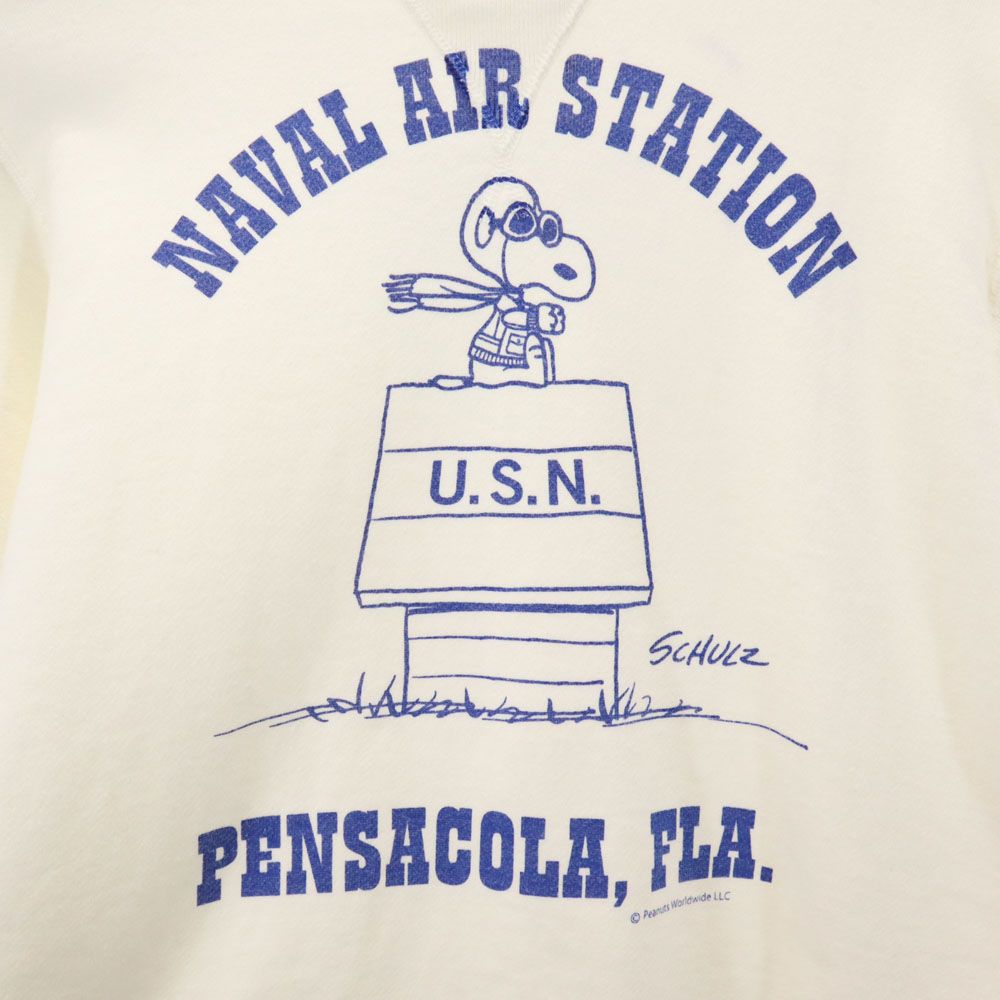 NAVAL AIR STATION
U.S.N.
SCHULZ
PENSACOLA, FLA.
© Peanuts Worldwide LLC